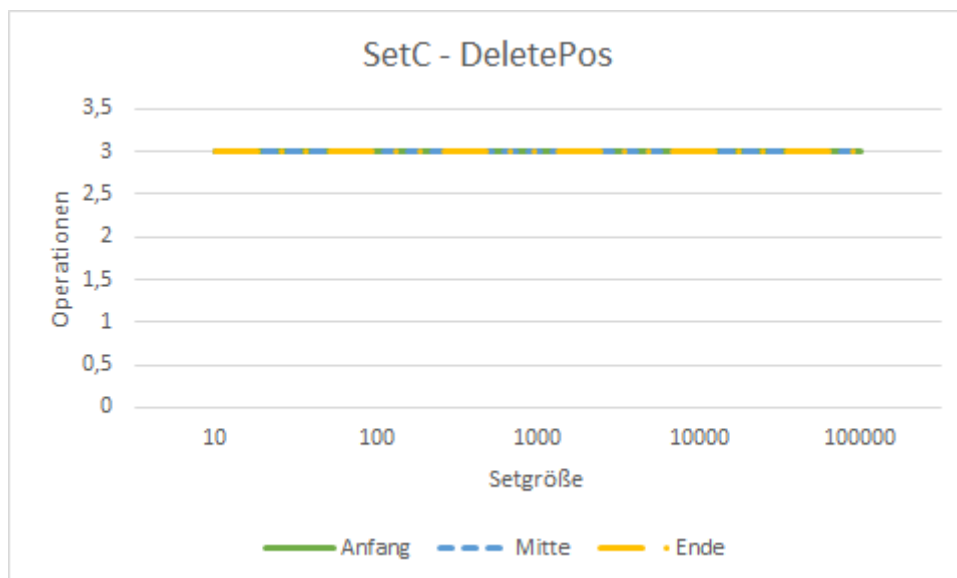 SetC - DeletePos
3,5
3
2,5
2
1,5
1
0,5
0
Operationen
10 100 1000 10000 100000
Setgröße
Anfang Mitte Ende